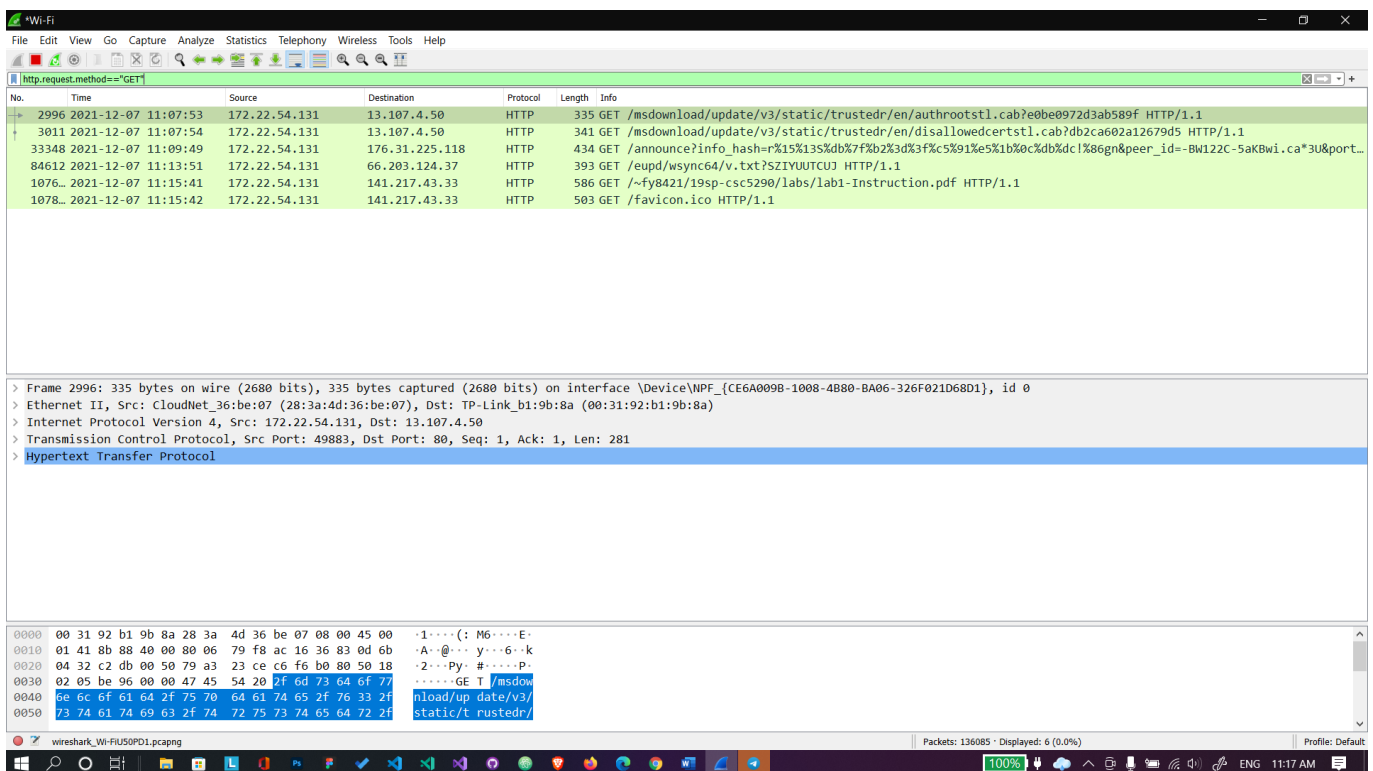 *Wi-Fi
File Edit View Go Capture Analyze Statistics Telephony Wireless Tools Help
http.request.method=="GET"
No. Time Source Destination Protocol Length Info
2996 2021-12-07 11:07:53 172.22.54.131 13.107.4.50 HTTP 335 GET /msdownload/update/v3/static/trustedr/en/authrootstl.cab?e0be0972d3ab589f HTTP/1.1
3011 2021-12-07 11:07:54 172.22.54.131 13.107.4.50 HTTP 341 GET /msdownload/update/v3/static/trustedr/en/disallowedcertstl.cab?db2ca602a12679d5 HTTP/1.1
33348 2021-12-07 11:09:49 172.22.54.131 176.31.225.118 HTTP 434 GET /announce?info_hash=r%15%13S%db%7f%b2%3d%3f%c5%91%e5%1b%0c%db%dc!%86gn&peer_id=-BW122C-5aKBwi.ca*3U&port…
84612 2021-12-07 11:13:51 172.22.54.131 66.203.124.37 HTTP 393 GET /eupd/wsync64/v.txt?SZIYUUTCUJ HTTP/1.1
1076… 2021-12-07 11:15:41 172.22.54.131 141.217.43.33 HTTP 586 GET /~fy8421/19sp-csc5290/labs/lab1-Instruction.pdf HTTP/1.1
1078… 2021-12-07 11:15:42 172.22.54.131 141.217.43.33 HTTP 503 GET /favicon.ico HTTP/1.1
> Frame 2996: 335 bytes on wire (2680 bits), 335 bytes captured (2680 bits) on interface \Device\NPF_{CE6A009B-1008-4B80-BA06-326F021D68D1}, id 0
> Ethernet II, Src: CloudNet_36:be:07 (28:3a:4d:36:be:07), Dst: TP-Link_b1:9b:8a (00:31:92:b1:9b:8a)
> Internet Protocol Version 4, Src: 172.22.54.131, Dst: 13.107.4.50
> Transmission Control Protocol, Src Port: 49883, Dst Port: 80, Seq: 1, Ack: 1, Len: 281
> Hypertext Transfer Protocol
0000 00 31 92 b1 9b 8a 28 3a 4d 36 be 07 08 00 45 00 ·1····(: M6····E·
0010 01 41 8b 88 40 00 80 06 79 f8 ac 16 36 83 0d 6b ·A··@··· y···6··k
0020 04 32 c2 db 00 50 79 a3 23 ce c6 f6 b0 80 50 18 ·2···Py· #·····P·
0030 02 05 be 96 00 00 47 45 54 20 2f 6d 73 64 6f 77 ······GE T /msdow
0040 6e 6c 6f 61 64 2f 75 70 64 61 74 65 2f 76 33 2f nload/up date/v3/
0050 73 74 61 74 69 63 2f 74 72 75 73 74 65 64 72 2f static/t rustedr/
wireshark_Wi-FiU50PD1.pcapng Packets: 136085 · Displayed: 6 (0.0%) Profile: Default
L Ps W 100% ENG 11:17 AM